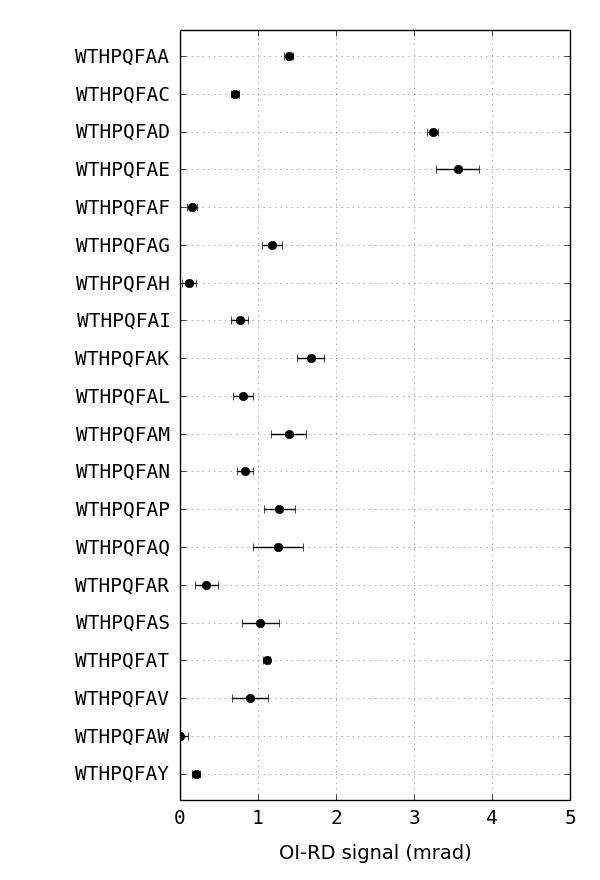 WTHPQFAA
WTHPQFAC
WTHPQFAD
WTHPQFAE
WTHPQFAF
WTHPQFAG
WTHPQFAH
WTHPQFAI
WTHPQFAK
WTHPQFAL
WTHPQFAM
WTHPQFAN
WTHPQFAP
WTHPQFAQ
WTHPQFAR
WTHPQFAS
WTHPQFAT
WTHPQFAV
WTHPQFAW
WTHPQFAY
0 1 2 3 4 5
OI-RD signal (mrad)